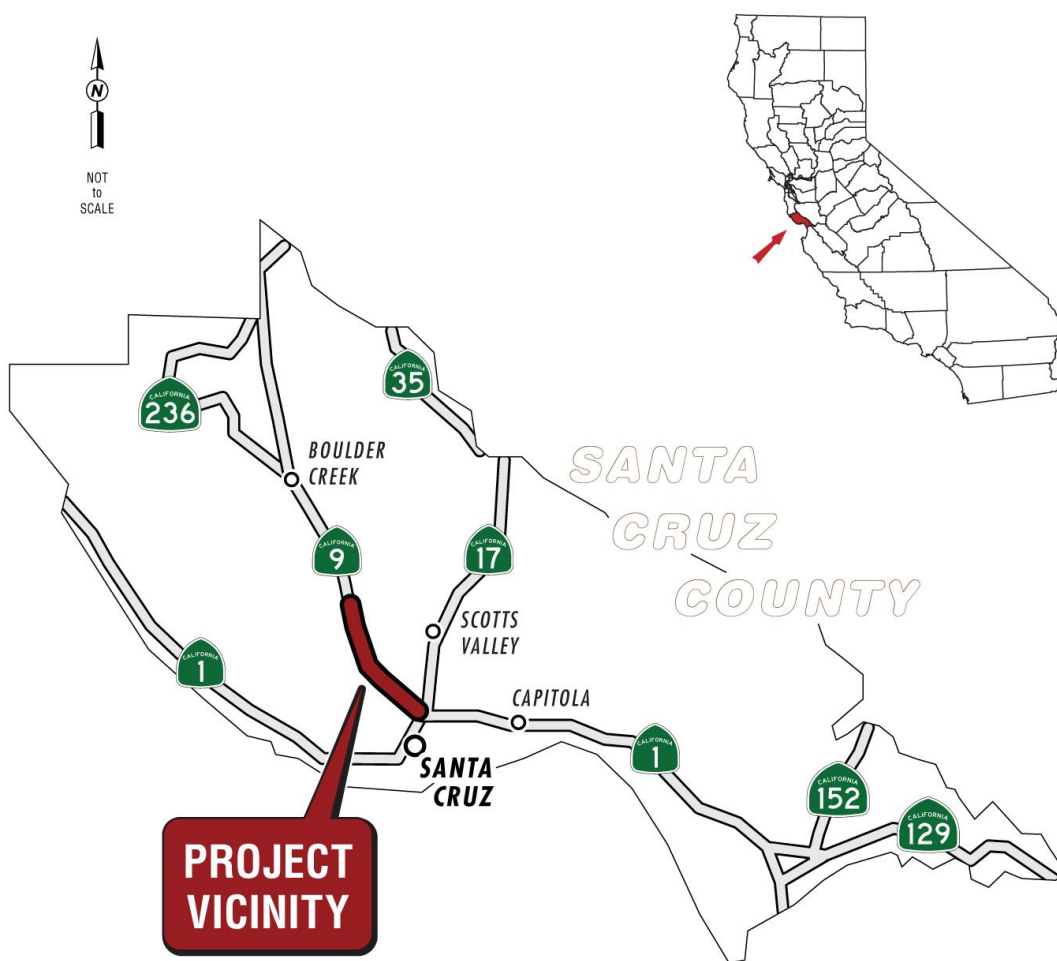 N
NOT
to
SCALE
CALIFORNIA
35
CALIFORNIA
236
BOULDER
CREEK
SANTA
CRUZ
COUNTY
CALIFORNIA
9
CALIFORNIA
17
SCOTTS
VALLEY
CALIFORNIA
1
CAPITOLA
SANTA
CRUZ
CALIFORNIA
1
CALIFORNIA
152
CALIFORNIA
129
PROJECT
VICINITY